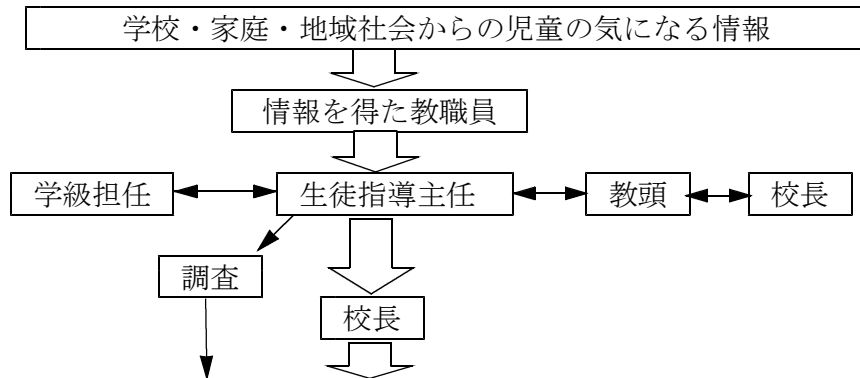 学校・家庭・地域社会からの児童の気になる情報
情報を得た教職員
学級担任
生徒指導主任
教頭
校長
調査
校長